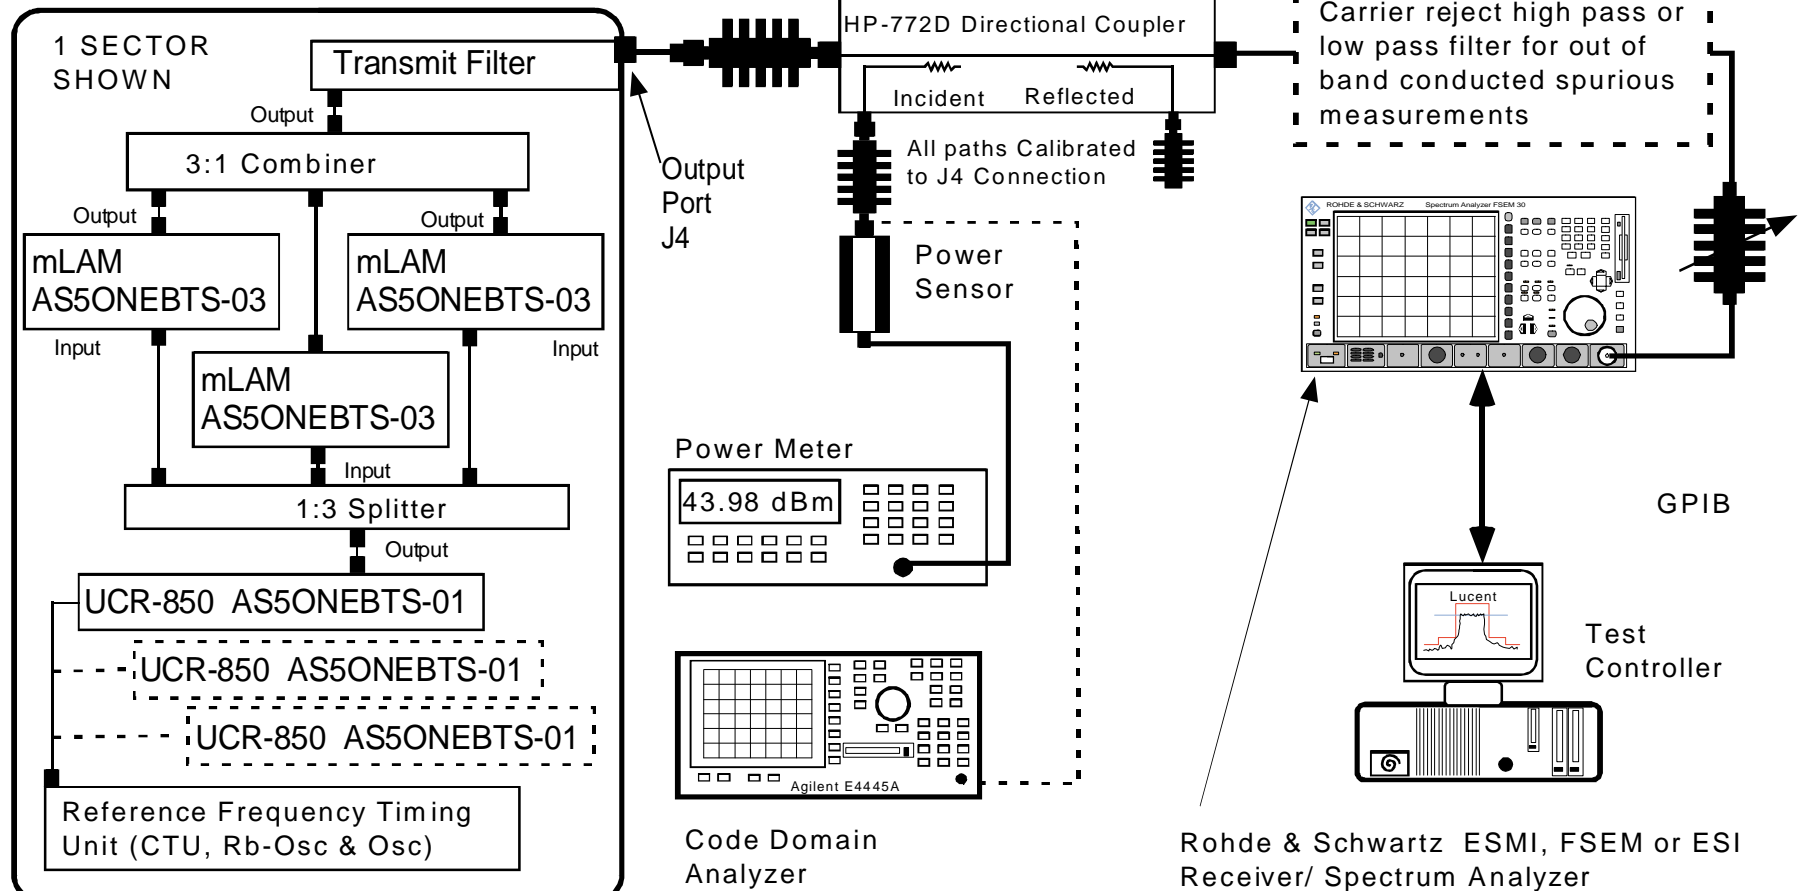 1 SECTOR
SHOWN
Transmit Filter
Output
3:1 Combiner
Output
Output
mLAM
AS5ONEBTS-03
mLAM
AS5ONEBTS-03
Input
Input
mLAM
AS5ONEBTS-03
Input
1:3 Splitter
Output
UCR-850 AS5ONEBTS-01
UCR-850 AS5ONEBTS-01
UCR-850 AS5ONEBTS-01
Reference Frequency Timing
Unit (CTU, Rb-Osc & Osc)
Output
Port
J4
HP-772D Directional Coupler
Incident
Reflected
All paths Calibrated
to J4 Connection
Power
Sensor
Power Meter
43.98 dBm
Agilent E4445A
Code Domain
Analyzer
Carrier reject high pass or
low pass filter for out of
band conducted spurious
measurements
ROHDE & SCHWARZ Spectrum Analyzer FSEM 30
GPIB
Lucent
Test
Controller
Rohde & Schwartz ESMI, FSEM or ESI
Receiver/ Spectrum Analyzer